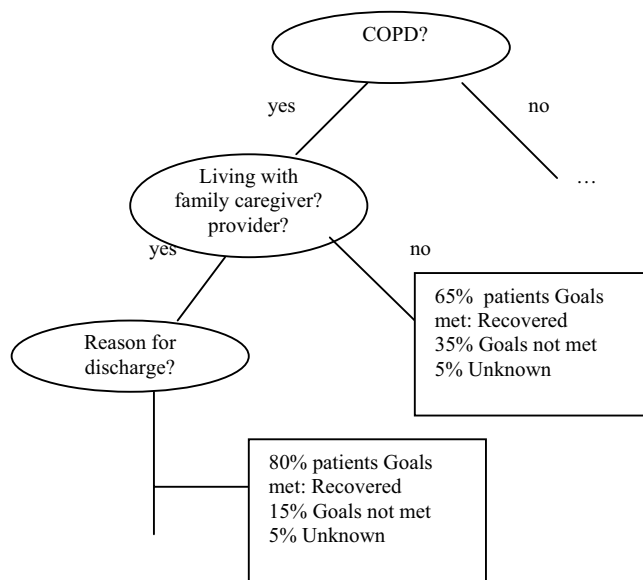 COPD?
yes
no
Living with
family caregiver?
provider?
…
yes
no
65%  patients Goals
met: Recovered
35% Goals not met
5% Unknown
Reason for
discharge?
80% patients Goals
met: Recovered
15% Goals not met
5% Unknown